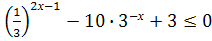 (1/3)^{2x−1} − 10 · 3^{−x} + 3 ≤ 0